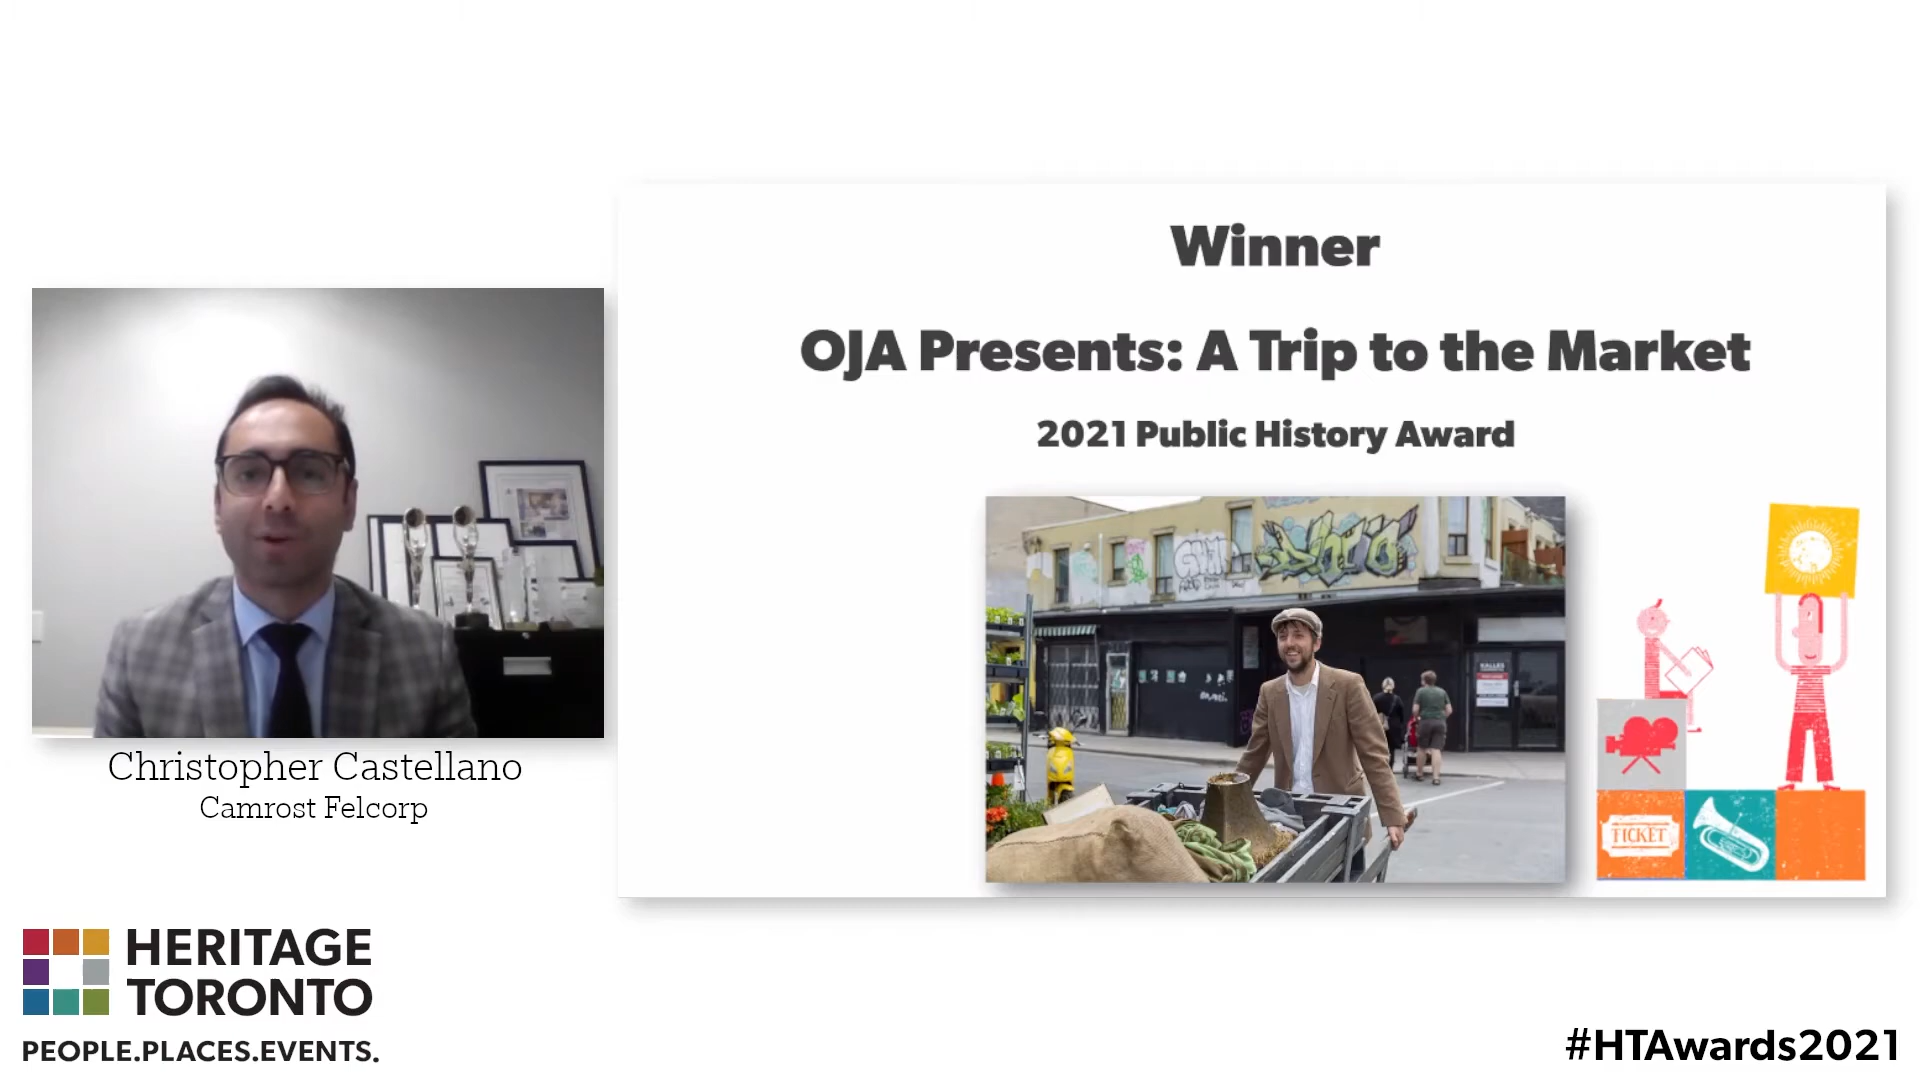 Winner
OJA Presents: A Trip to the Market
2021 Public History Award
TICKET
Christopher Castellano
Camrost Felcorp
HERITAGE
TORONTO
PEOPLE.PLACES.EVENTS.
#HTAwards2021